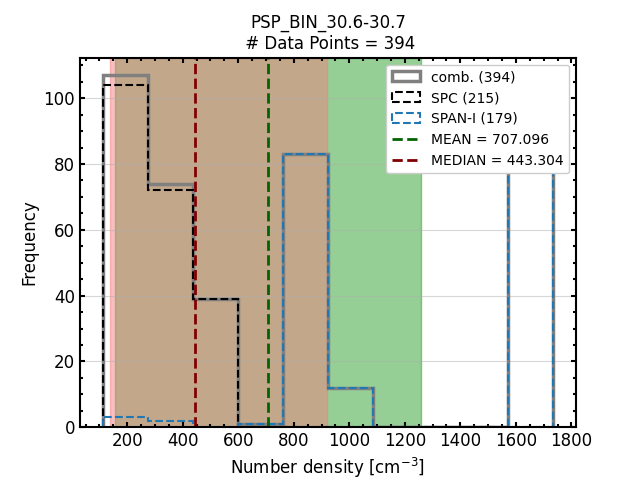 PSP_BIN_30.6-30.7
# Data Points = 394
comb. (394)
SPC (215)
SPAN-I (179)
MEAN = 707.096
MEDIAN = 443.304
Frequency
100
80
60
40
20
0
200 400 600 800 1000 1200 1400 1600 1800
Number density [cm⁻³]